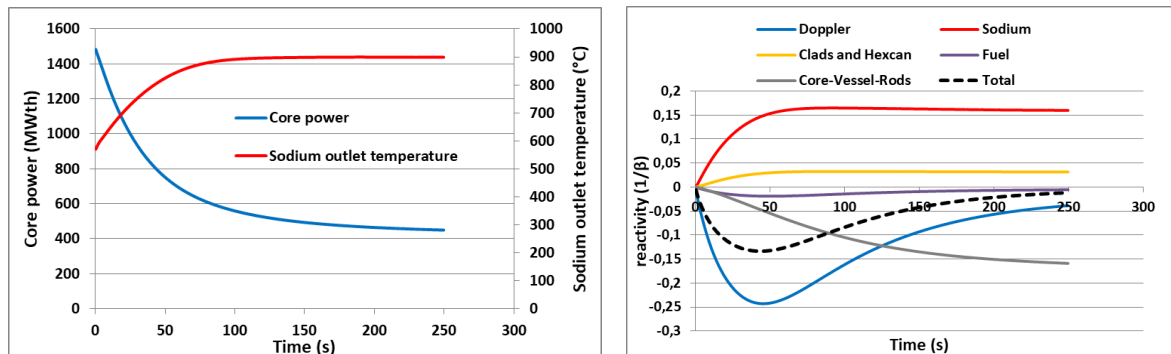 1600
1400
1200
1000
800
600
400
200
0
Core power (MWth)
1000
900
800
700
600
500
400
300
200
100
0
Sodium outlet temperature (°C)
Core power
Sodium outlet temperature
0 50 100 150 200 250 300
Time (s)
Doppler Sodium
Clads and Hexcan Fuel
Core-Vessel-Rods Total
0,2
0,15
0,1
0,05
0
-0,05
-0,1
-0,15
-0,2
-0,25
-0,3
reactivity (1/β)
0 50 100 150 200 250 300
Time (s)